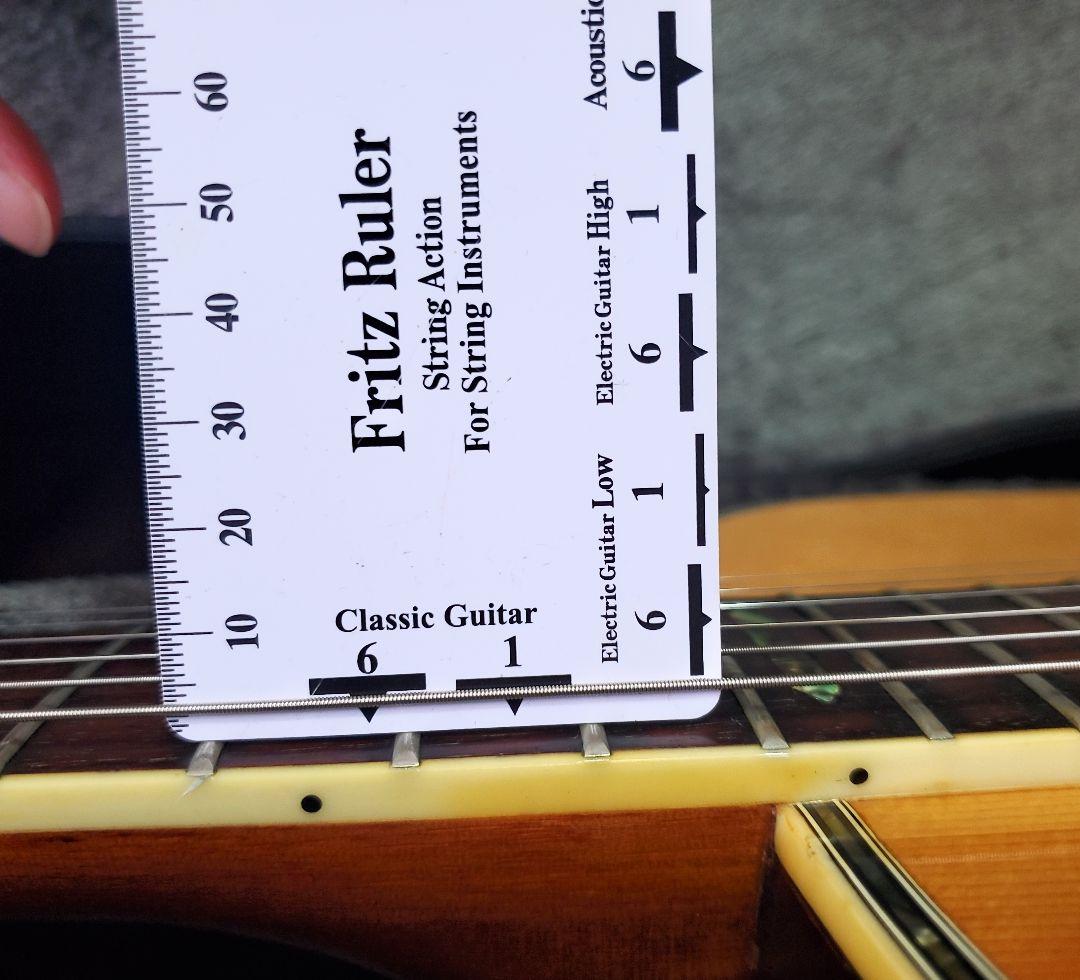 60
50
40
30
20
10
Fritz Ruler
String Action
For String Instruments
Classic Guitar
6 1
Electric Guitar Low
6 1
Electric Guitar High
6 1
6